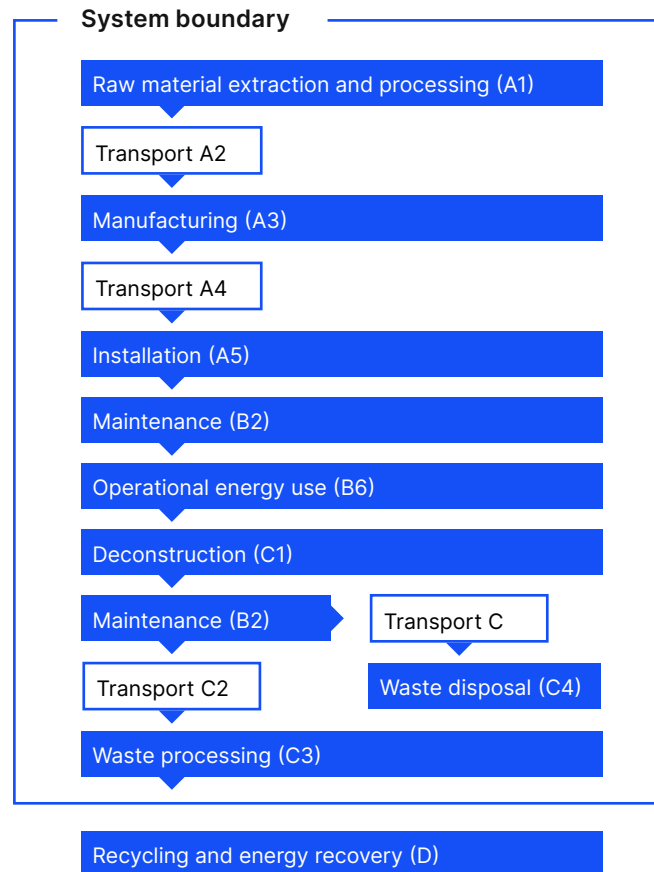 System boundary
Raw material extraction and processing (A1)
Transport A2
Manufacturing (A3)
Transport A4
Installation (A5)
Maintenance (B2)
Operational energy use (B6)
Deconstruction (C1)
Maintenance (B2)
Transport C
Transport C2
Waste disposal (C4)
Waste processing (C3)
Recycling and energy recovery (D)